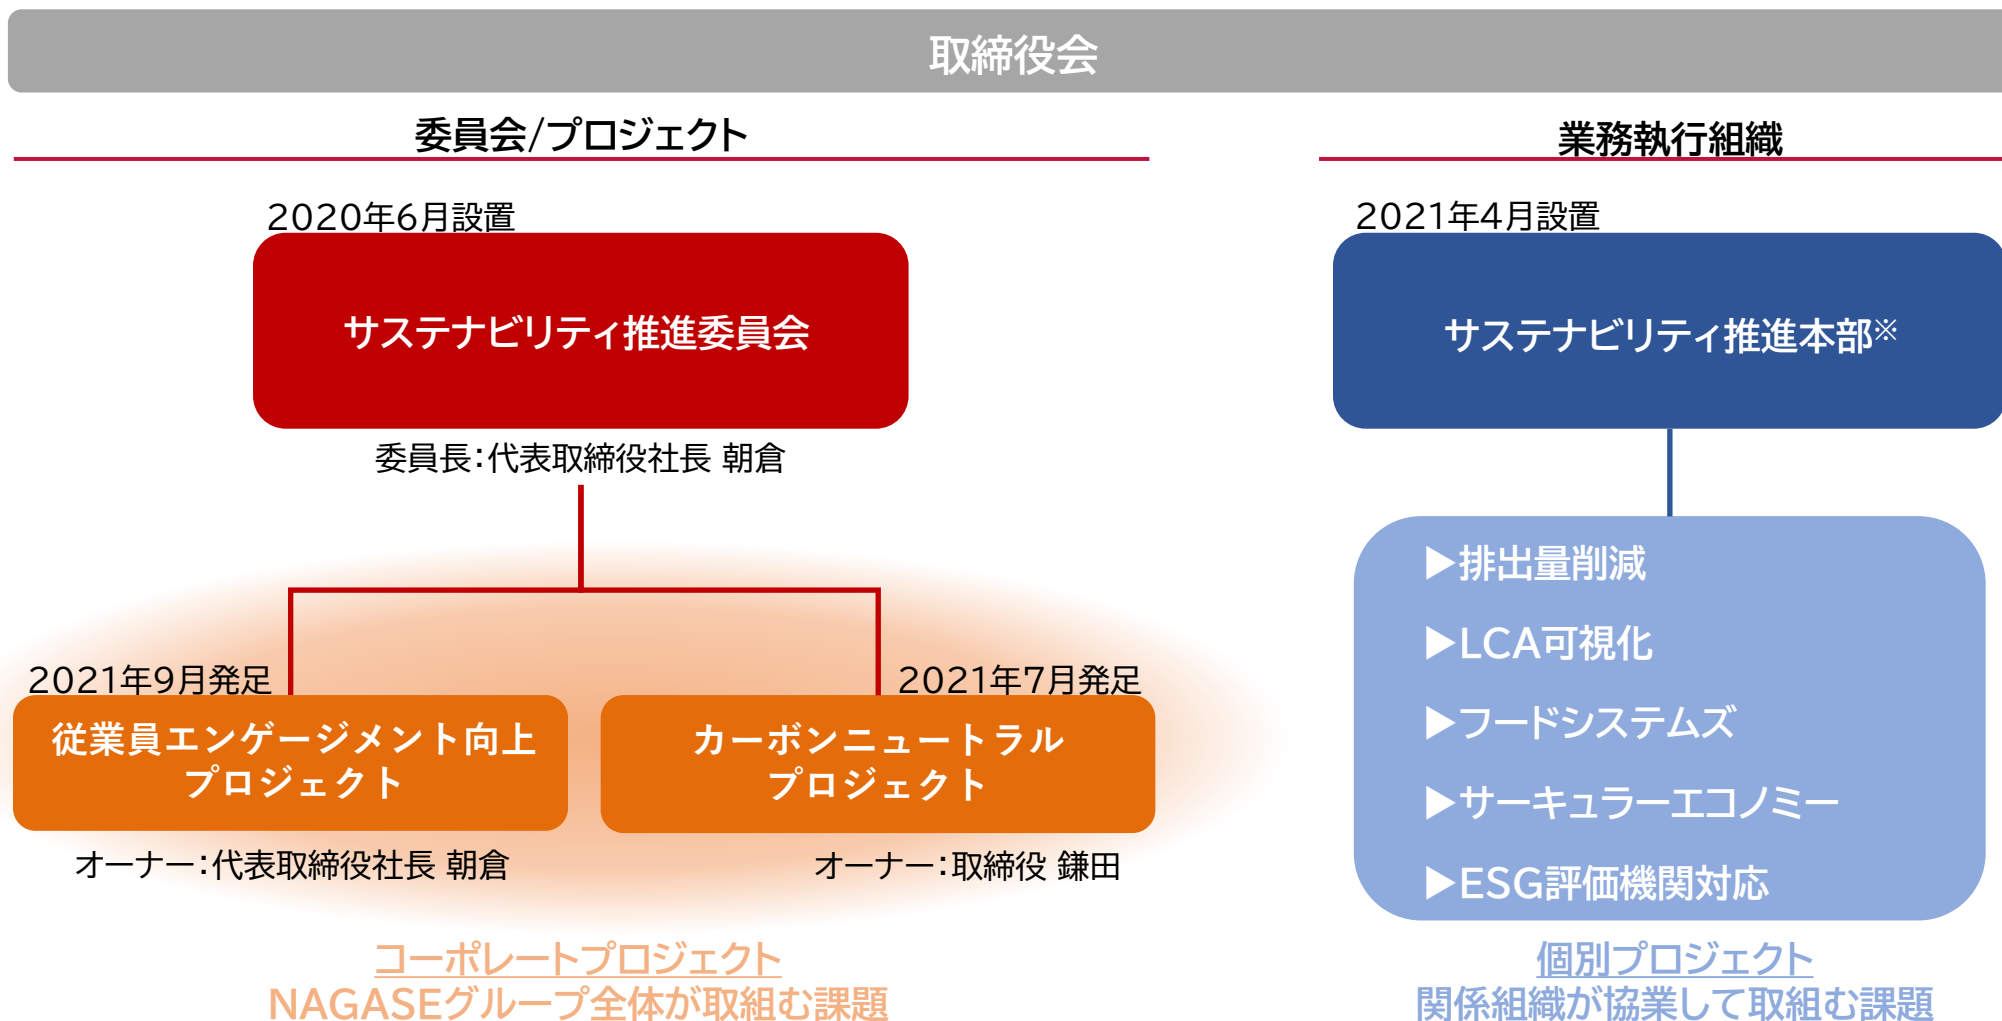 取締役会
委員会/プロジェクト
2020年6月設置
サステナビリティ推進委員会
委員長：代表取締役社長 朝倉
2021年9月発足
従業員エンゲージメント向上
プロジェクト
オーナー：代表取締役社長 朝倉
2021年7月発足
カーボンニュートラル
プロジェクト
オーナー：取締役 鎌田
コーポレートプロジェクト
NAGASEグループ全体が取組む課題
業務執行組織
2021年4月設置
サステナビリティ推進本部※
▶排出量削減
▶LCA可視化
▶フードシステムズ
▶サーキュラーエコノミー
▶ESG評価機関対応
個別プロジェクト
関係組織が協業して取組む課題